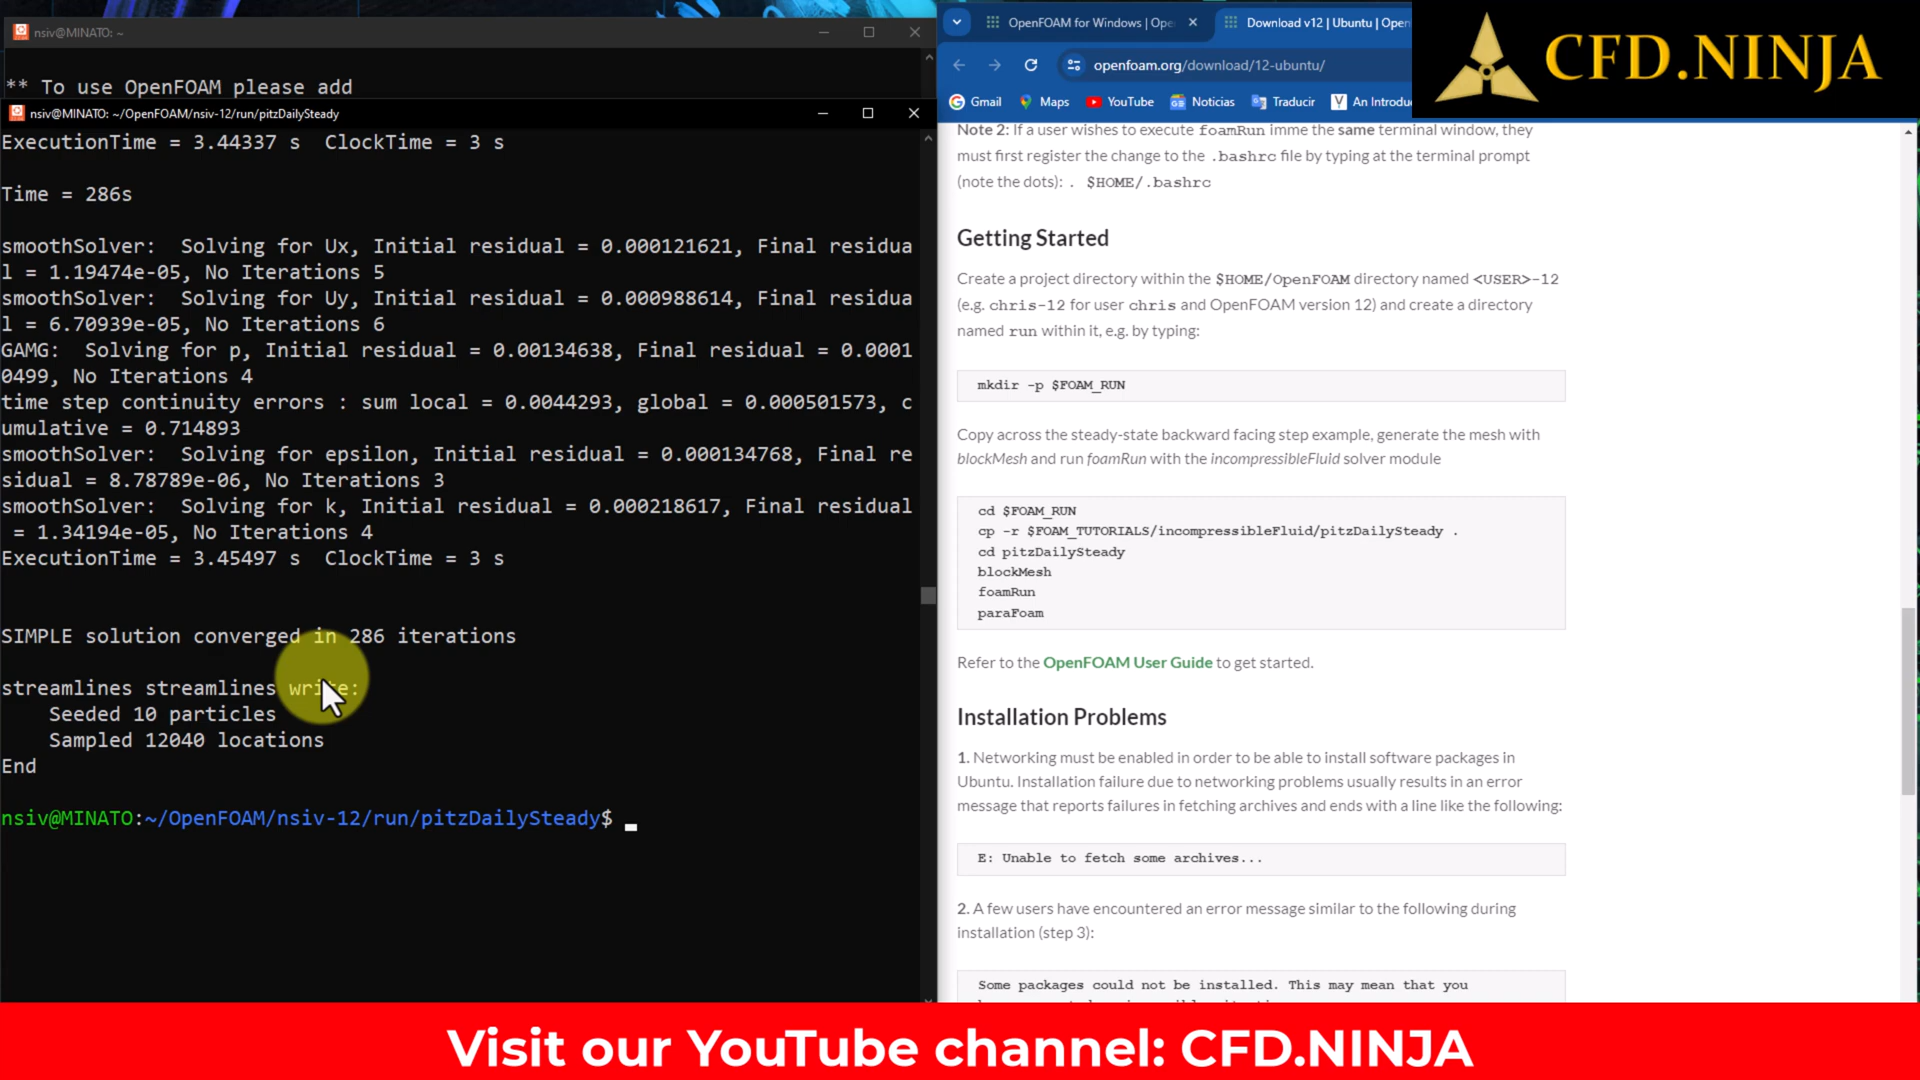 nsiv@MINATO: ~
** To use OpenFOAM please add
nsiv@MINATO: ~/OpenFOAM/nsiv-12/run/pitzDailySteady
ExecutionTime = 3.44337 s  ClockTime = 3 s
Time = 286s
smoothSolver:  Solving for Ux, Initial residual = 0.000121621, Final residua
l = 1.19474e-05, No Iterations 5
smoothSolver:  Solving for Uy, Initial residual = 0.000988614, Final residua
l = 6.70939e-05, No Iterations 6
GAMG:  Solving for p, Initial residual = 0.00134638, Final residual = 0.0001
0499, No Iterations 4
time step continuity errors : sum local = 0.0044293, global = 0.000501573, c
umulative = 0.714893
smoothSolver:  Solving for epsilon, Initial residual = 0.000134768, Final re
sidual = 8.78789e-06, No Iterations 3
smoothSolver:  Solving for k, Initial residual = 0.000218617, Final residual
 = 1.34194e-05, No Iterations 4
ExecutionTime = 3.45497 s  ClockTime = 3 s
SIMPLE solution converged in 286 iterations
streamlines streamlines write:
Seeded 10 particles
Sampled 12040 locations
End
nsiv@MINATO:~/OpenFOAM/nsiv-12/run/pitzDailySteady$
OpenFOAM for Windows | Ope
Download v12 | Ubuntu | Open
openfoam.org/download/12-ubuntu/
Gmail Maps YouTube Noticias Traducir An Introdu
CFD.NINJA
Note 2: If a user wishes to execute foamRun imme the same terminal window, they
must first register the change to the .bashrc file by typing at the terminal prompt
(note the dots): . $HOME/.bashrc
Getting Started
Create a project directory within the $HOME/OpenFOAM directory named <USER>-12
(e.g. chris-12 for user chris and OpenFOAM version 12) and create a directory
named run within it, e.g. by typing:
mkdir -p $FOAM_RUN
Copy across the steady-state backward facing step example, generate the mesh with
blockMesh and run foamRun with the incompressibleFluid solver module
cd $FOAM_RUN
cp -r $FOAM_TUTORIALS/incompressibleFluid/pitzDailySteady .
cd pitzDailySteady
blockMesh
foamRun
paraFoam
Refer to the OpenFOAM User Guide to get started.
Installation Problems
1. Networking must be enabled in order to be able to install software packages in
Ubuntu. Installation failure due to networking problems usually results in an error
message that reports failures in fetching archives and ends with a line like the following:
E: Unable to fetch some archives...
2. A few users have encountered an error message similar to the following during
installation (step 3):
Some packages could not be installed. This may mean that you
Visit our YouTube channel: CFD.NINJA